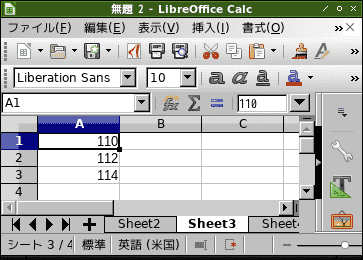 無題 2 - LibreOffice Calc
ファイル(F) 編集(E) 表示(V) 挿入(I) 書式(O) »
» »
Liberation Sans 10 a a a a »
A1 110
A B C
1 110
2 112
3 114
4
Sheet2 Sheet3 Sheet4
シート 3 / 4 標準 英語 (米国)